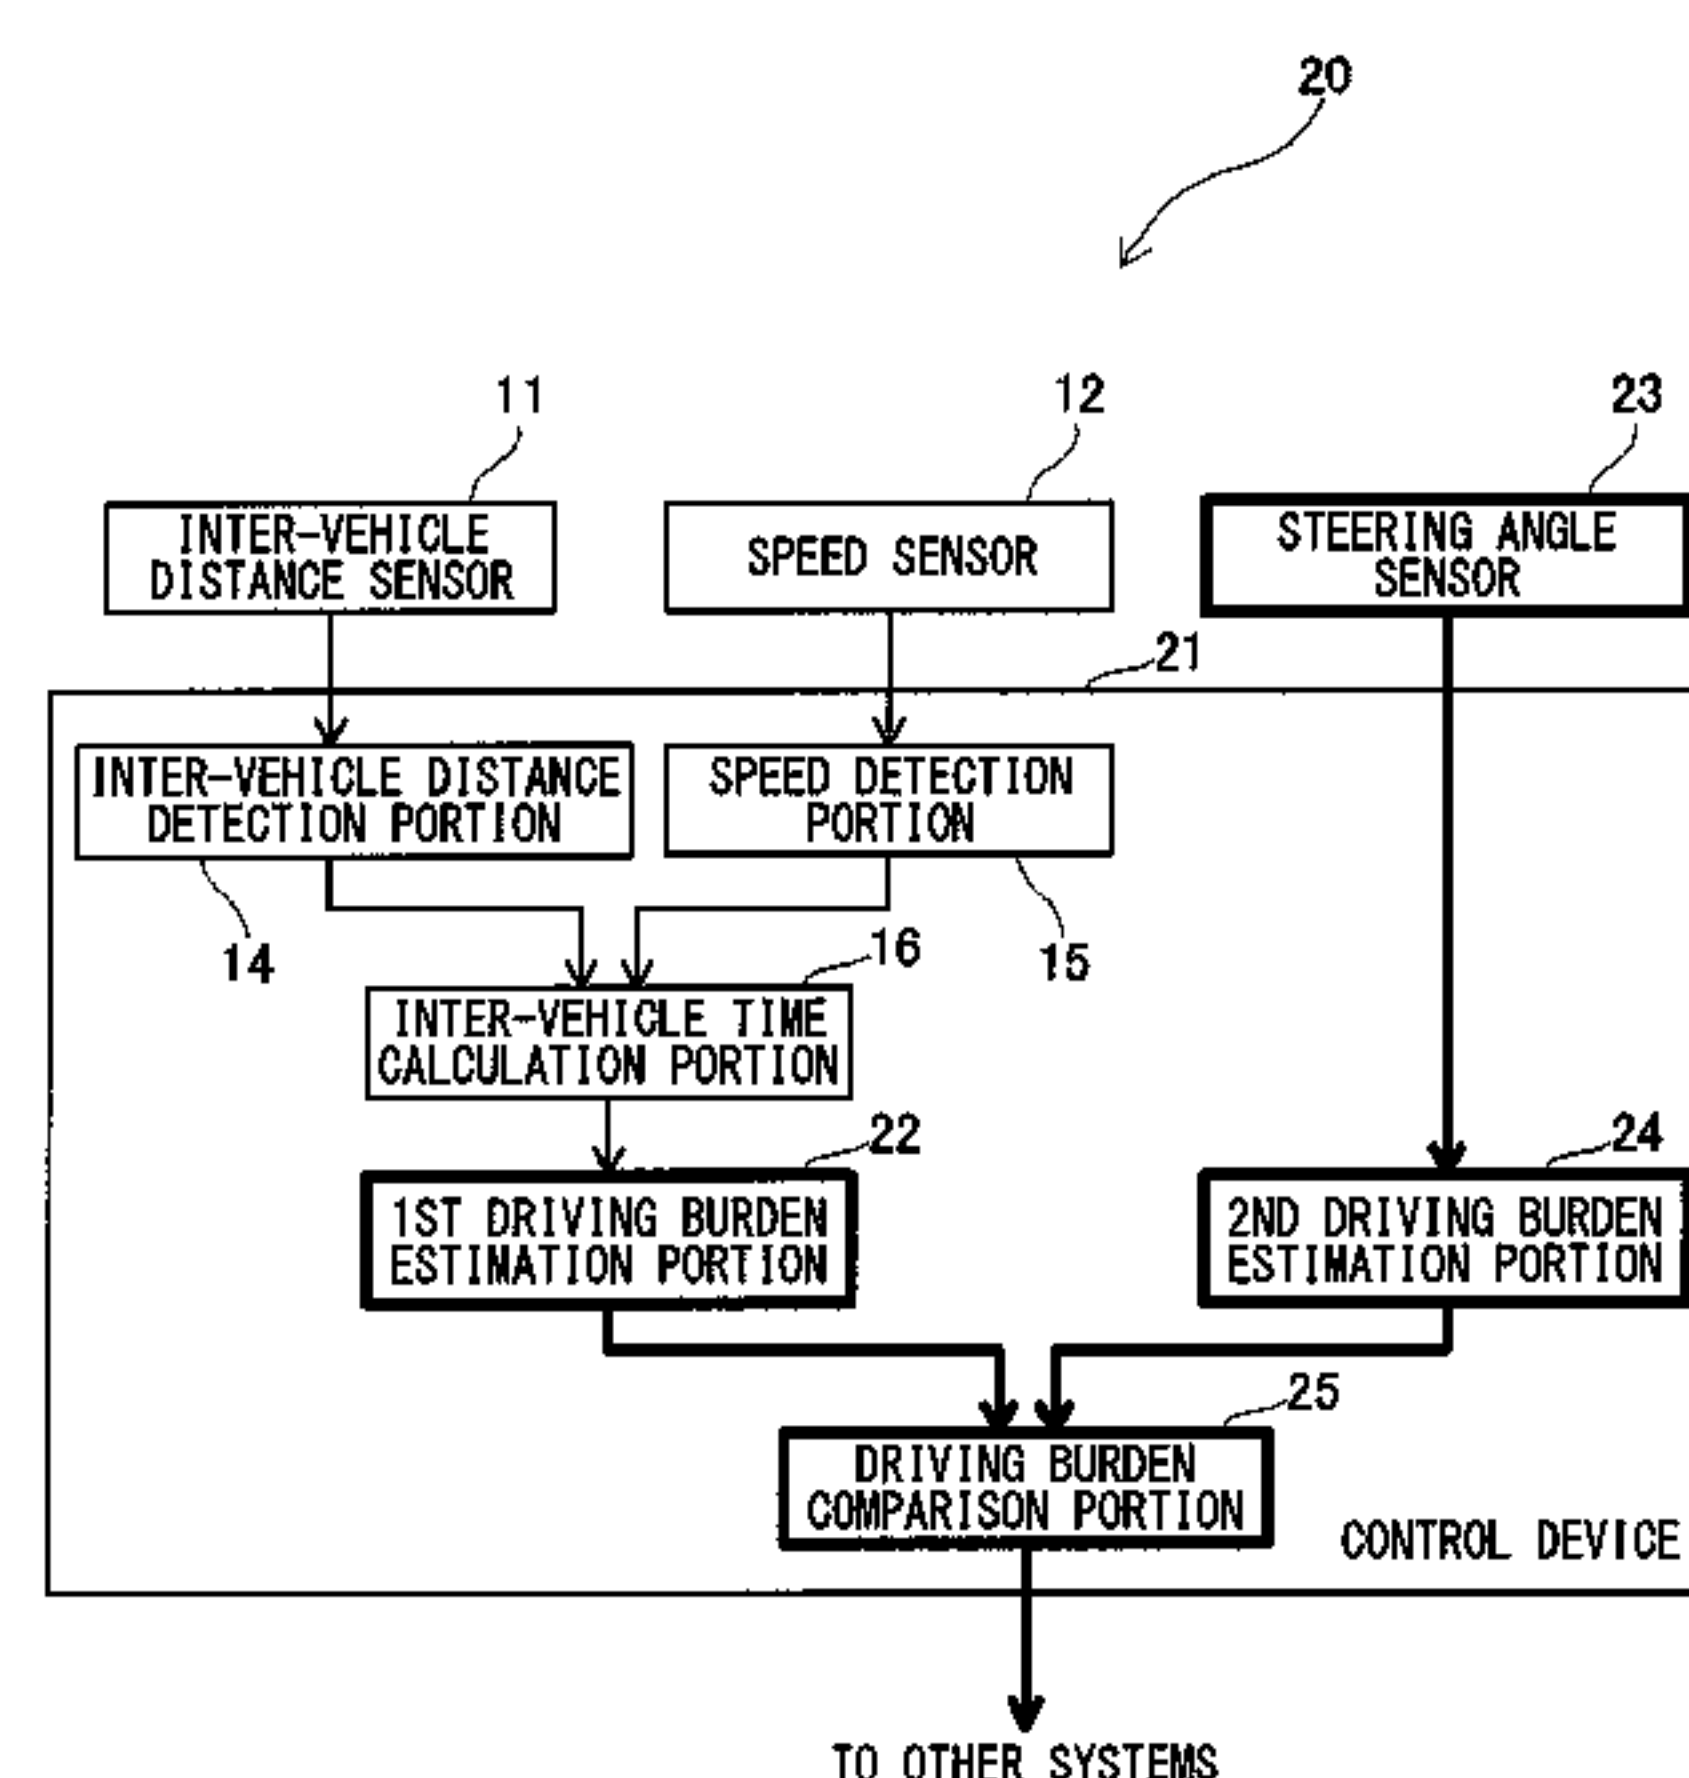 20
11
12
23
INTER-VEHICLE
DISTANCE SENSOR
SPEED SENSOR
STEERING ANGLE
SENSOR
21
INTER-VEHICLE DISTANCE
DETECTION PORTION
SPEED DETECTION
PORTION
14
16
15
INTER-VEHICLE TIME
CALCULATION PORTION
22
24
1ST DRIVING BURDEN
ESTIMATION PORTION
2ND DRIVING BURDEN
ESTIMATION PORTION
25
DRIVING BURDEN
COMPARISON PORTION
CONTROL DEVICE
TO OTHER SYSTEMS